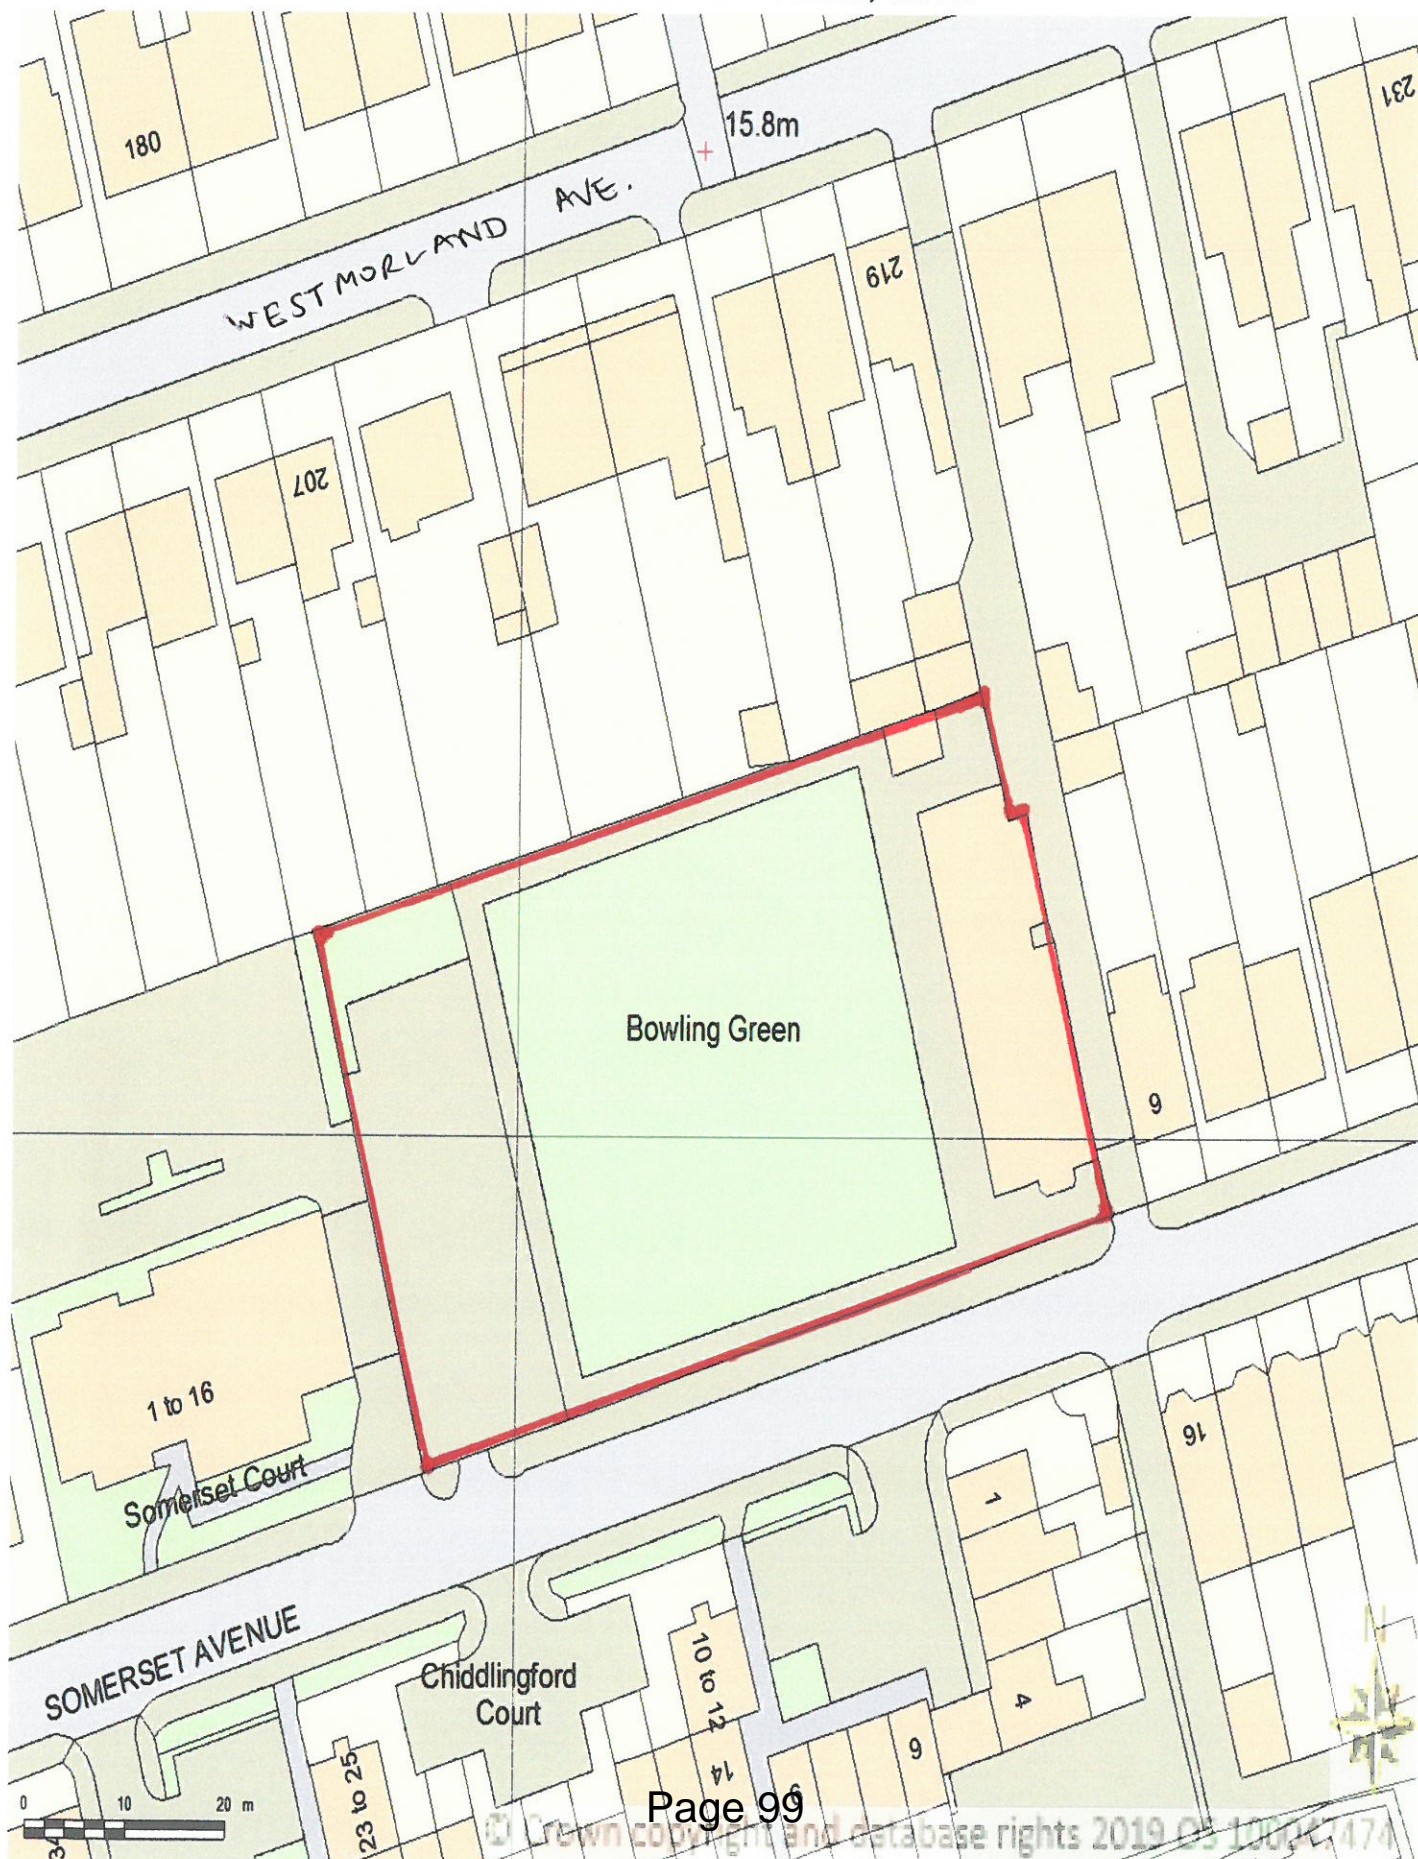 180
15.8m
231
WESTMORLAND AVE.
219
207
Bowling Green
9
1 to 16
Somerset Court
16
1
SOMERSET AVENUE
Chiddlingford
Court
10 to 12
4
N
9
14
23 to 25
0 10 20 m
Page 99
© Crown copyright and database rights 2019 OS 100047474